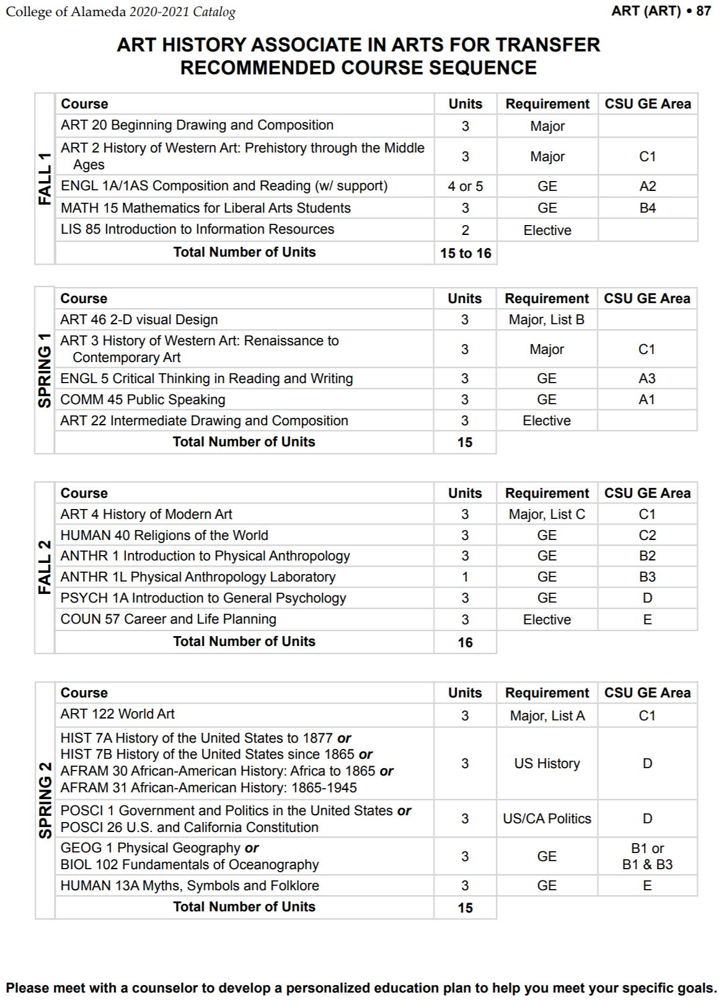 College of Alameda 2020-2021 Catalog
ART (ART) • 87
ART HISTORY ASSOCIATE IN ARTS FOR TRANSFER
RECOMMENDED COURSE SEQUENCE
FALL 1
Course Units Requirement CSU GE Area
ART 20 Beginning Drawing and Composition 3 Major
ART 2 History of Western Art: Prehistory through the Middle
Ages 3 Major C1
ENGL 1A/1AS Composition and Reading (w/ support) 4 or 5 GE A2
MATH 15 Mathematics for Liberal Arts Students 3 GE B4
LIS 85 Introduction to Information Resources 2 Elective
Total Number of Units 15 to 16
SPRING 1
Course Units Requirement CSU GE Area
ART 46 2-D visual Design 3 Major, List B
ART 3 History of Western Art: Renaissance to
Contemporary Art 3 Major C1
ENGL 5 Critical Thinking in Reading and Writing 3 GE A3
COMM 45 Public Speaking 3 GE A1
ART 22 Intermediate Drawing and Composition 3 Elective
Total Number of Units 15
FALL 2
Course Units Requirement CSU GE Area
ART 4 History of Modern Art 3 Major, List C C1
HUMAN 40 Religions of the World 3 GE C2
ANTHR 1 Introduction to Physical Anthropology 3 GE B2
ANTHR 1L Physical Anthropology Laboratory 1 GE B3
PSYCH 1A Introduction to General Psychology 3 GE D
COUN 57 Career and Life Planning 3 Elective E
Total Number of Units 16
SPRING 2
Course Units Requirement CSU GE Area
ART 122 World Art 3 Major, List A C1
HIST 7A History of the United States to 1877 or
HIST 7B History of the United States since 1865 or
AFRAM 30 African-American History: Africa to 1865 or
AFRAM 31 African-American History: 1865-1945
3 US History D
POSCI 1 Government and Politics in the United States or
POSCI 26 U.S. and California Constitution
3 US/CA Politics D
GEOG 1 Physical Geography or
BIOL 102 Fundamentals of Oceanography
3 GE
B1 or
B1 & B3
HUMAN 13A Myths, Symbols and Folklore 3 GE E
Total Number of Units 15
Please meet with a counselor to develop a personalized education plan to help you meet your specific goals.